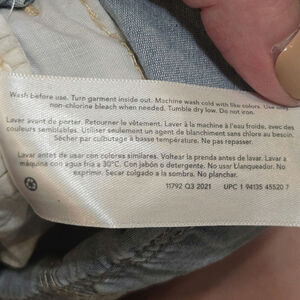 Wash before use. Turn garment inside out. Machine wash cold with like colors. Use only
non-chlorine bleach when needed. Tumble dry low. Do not iron.
Laver avant de porter. Retourner le vêtement. Laver à la machine à l'eau froide, avec des
couleurs semblables. Utiliser seulement un agent de blanchiment sans chlore au besoin.
Sécher par culbutage à basse température. Ne pas repasser.
Lavar antes de usar con colores similares. Voltear la prenda antes de lavar. Lavar a
máquina con agua fria a 30°C. Con jabón o detergente. No usar Blanqueador. No
exprimir. Secar colgado a la sombra. No planchar.
11792 Q3 2021 UPC 1 94135 45520 7